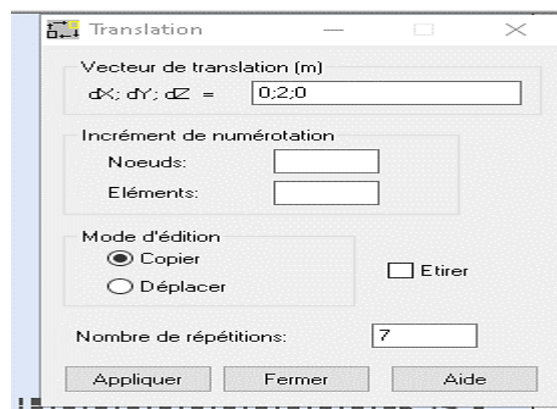 Translation
Vecteur de translation (m)
dX; dY; dZ = 0;2;0
Incrément de numérotation
Noeuds:
Eléments:
Mode d'édition
Copier
Déplacer
Etirer
Nombre de répétitions: 7
Appliquer Fermer Aide